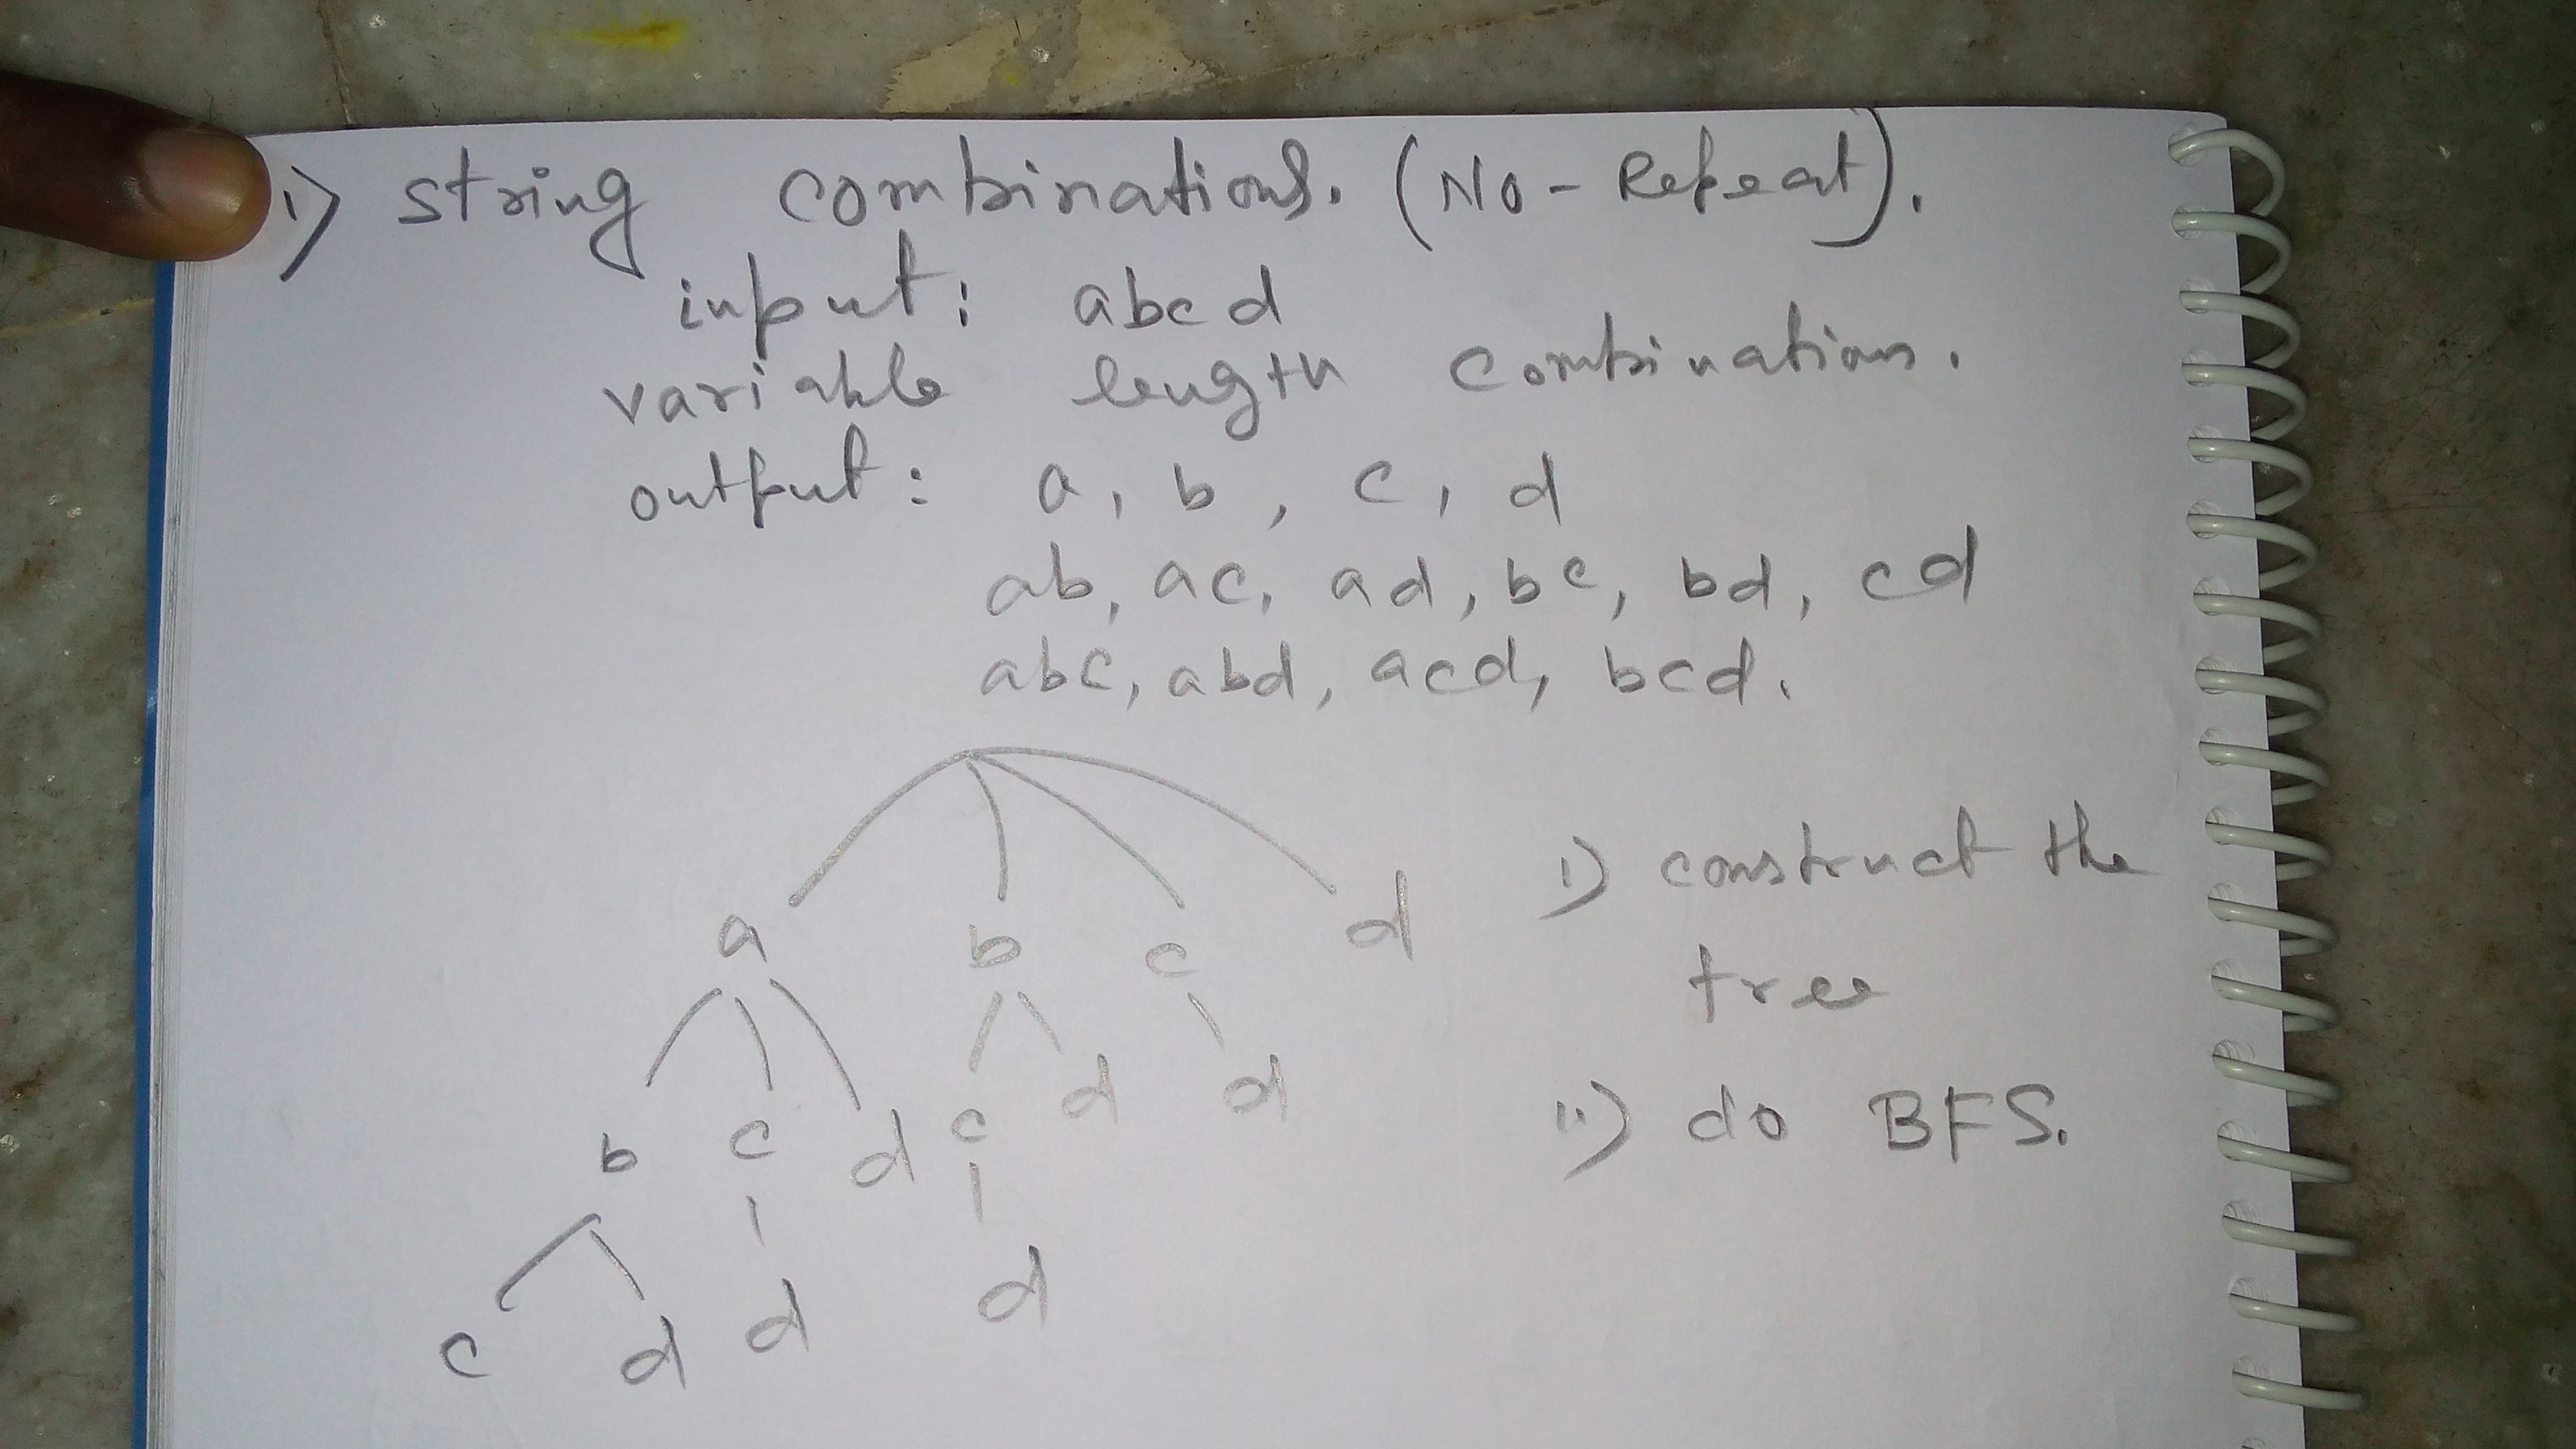 1) string combinations. (No-Repeat).
input: abcd
variable length combinations.
output: a, b, c, d
ab, ac, ad, bc, bd, cd
abc, abd, acd, bcd.
a b c d
b c d c d d
c d d d
i) construct the
tree
ii) do BFS.